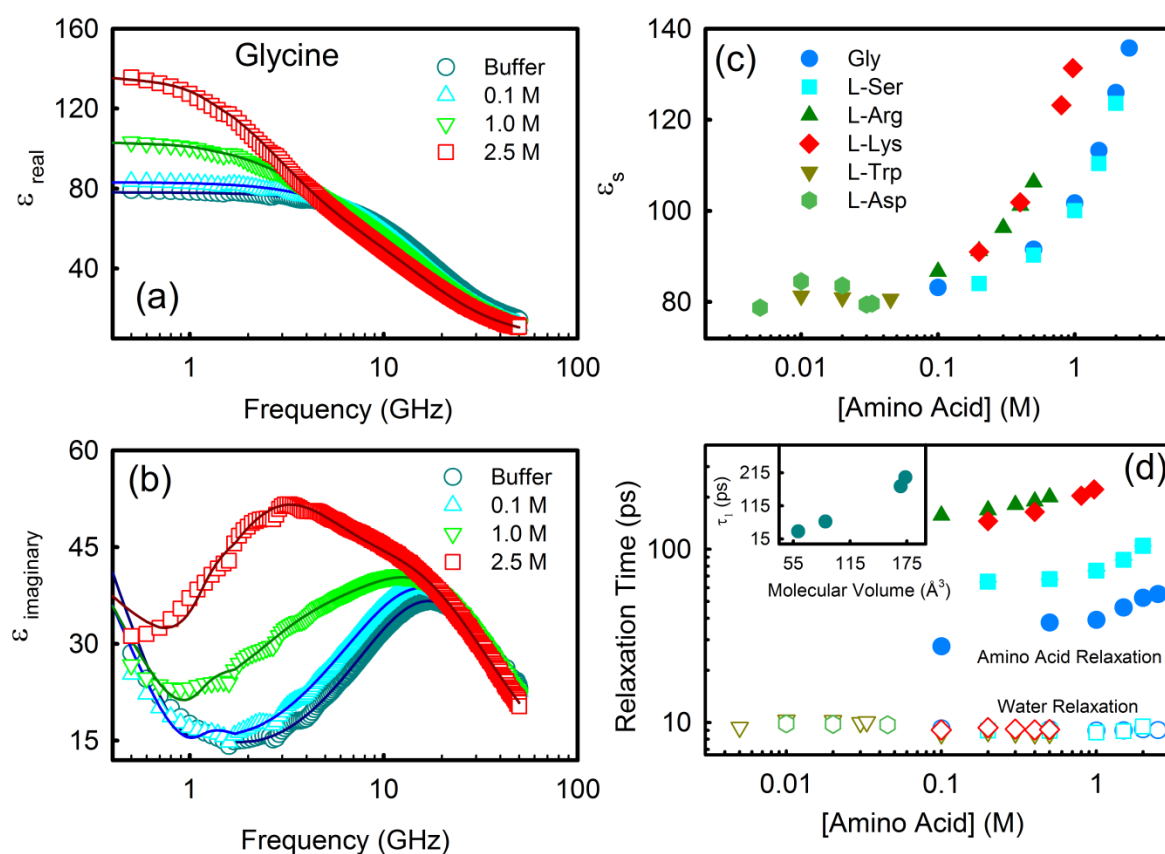 Glycine
Buffer
0.1 M
1.0 M
2.5 M
(a)
160
120
80
40
ε real
1
10
100
Frequency (GHz)
(b)
Buffer
0.1 M
1.0 M
2.5 M
60
45
30
15
ε imaginary
1
10
100
Frequency (GHz)
(c)
Gly
L-Ser
L-Arg
L-Lys
L-Trp
L-Asp
140
120
100
80
εs
0.01
0.1
1
[Amino Acid] (M)
(d)
215
115
15
τ1 (ps)
55
115
175
Molecular Volume (Å3)
Amino Acid Relaxation
Water Relaxation
100
10
Relaxation Time (ps)
0.01
0.1
1
[Amino Acid] (M)